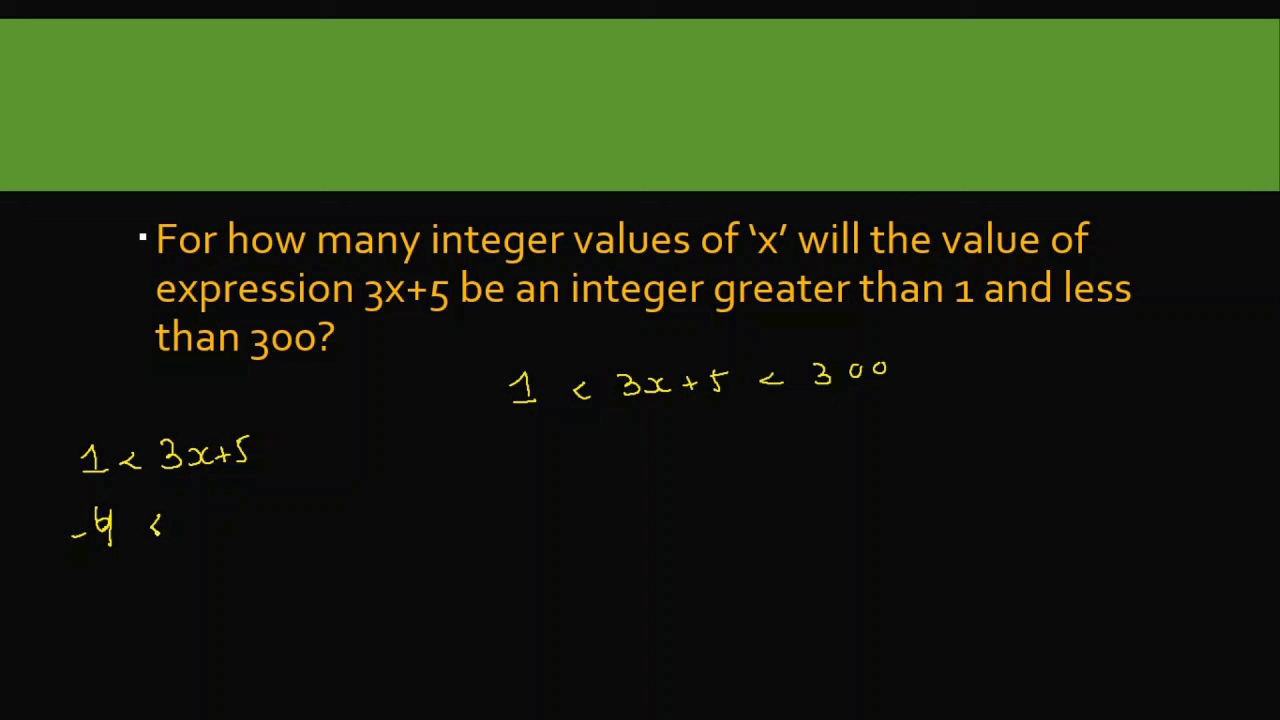 ▪ For how many integer values of ‘x’ will the value of
expression 3x+5 be an integer greater than 1 and less
than 300?
1 < 3x+5 < 300
1 < 3x+5
-4 <